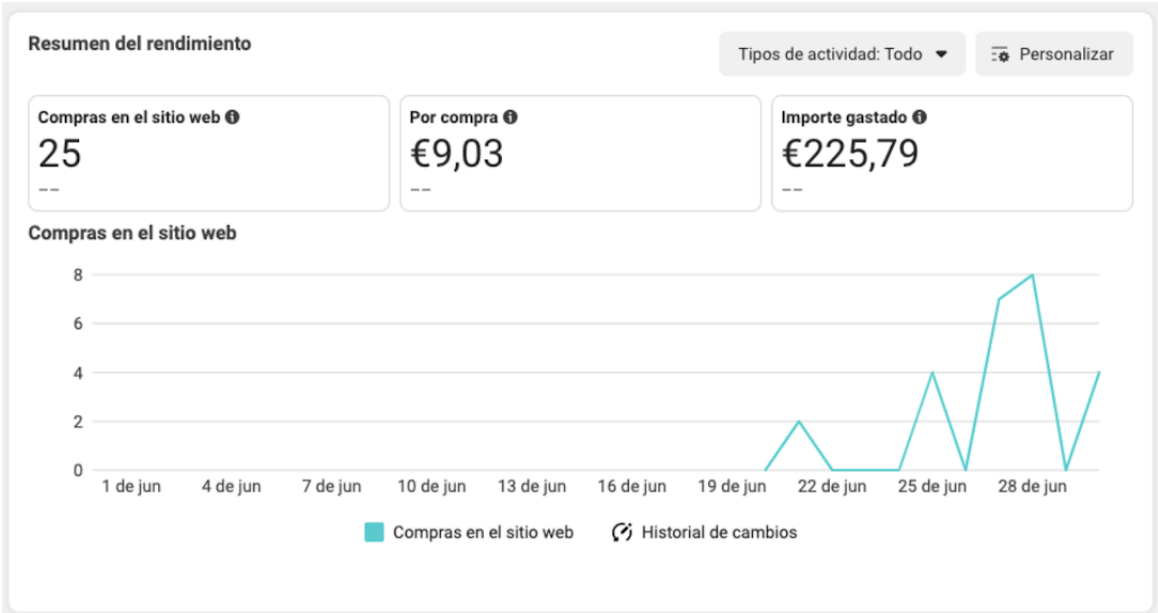 Resumen del rendimiento
Tipos de actividad: Todo
Personalizar
Compras en el sitio web
25
--
Por compra
€9,03
--
Importe gastado
€225,79
--
Compras en el sitio web
8
6
4
2
0
1 de jun 4 de jun 7 de jun 10 de jun 13 de jun 16 de jun 19 de jun 22 de jun 25 de jun 28 de jun
Compras en el sitio web Historial de cambios